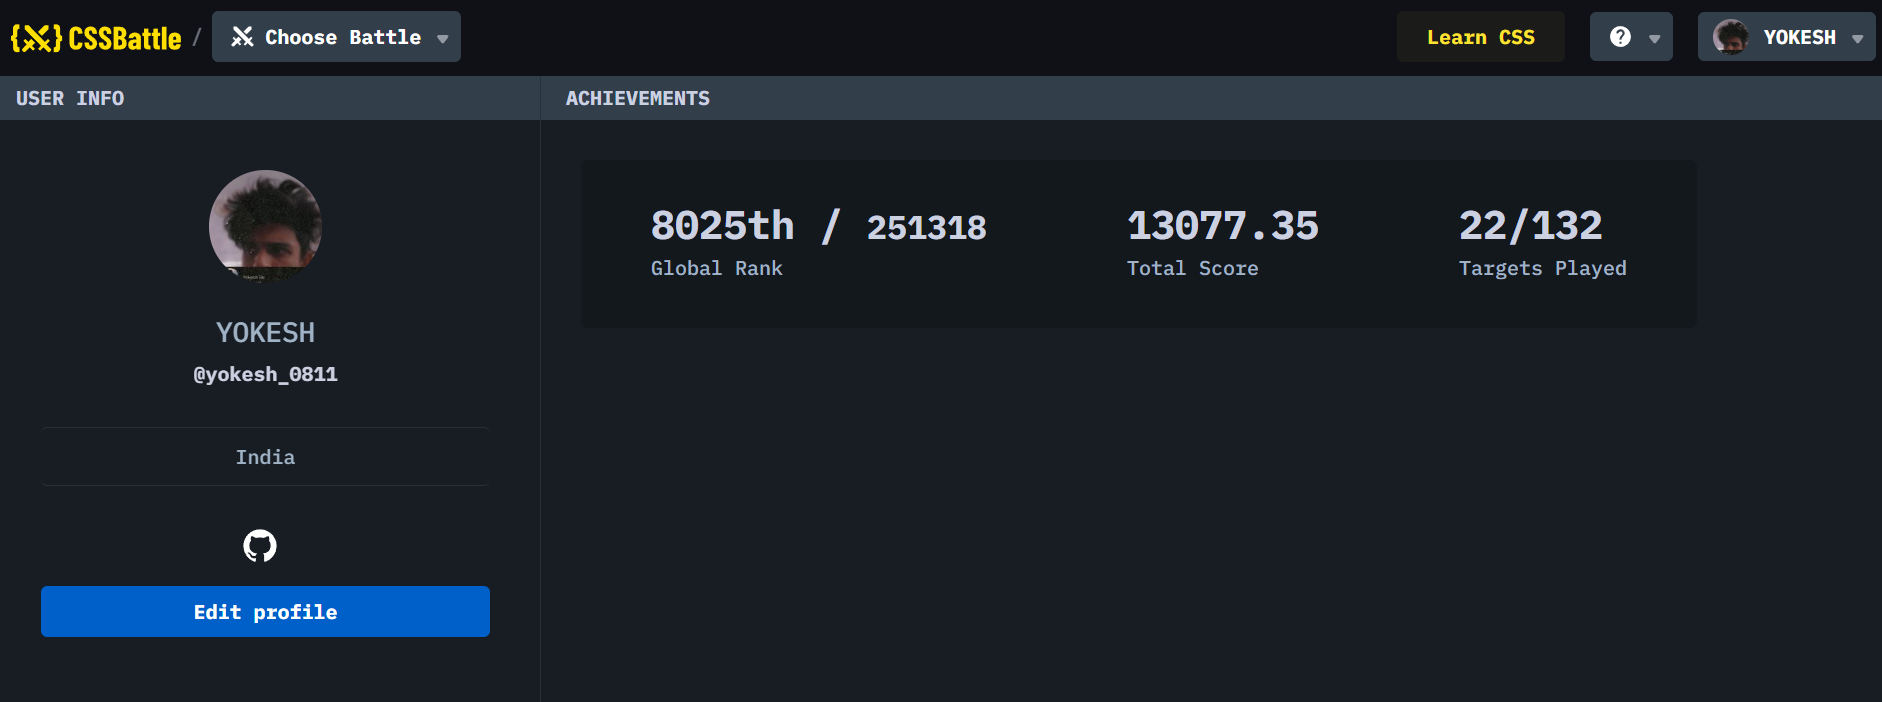 {X} CSSBattle / Choose Battle
Learn CSS
?
YOKESH
USER INFO
ACHIEVEMENTS
8025th / 251318
Global Rank
13077.35
Total Score
22/132
Targets Played
YOKESH
@yokesh_0811
India
Edit profile